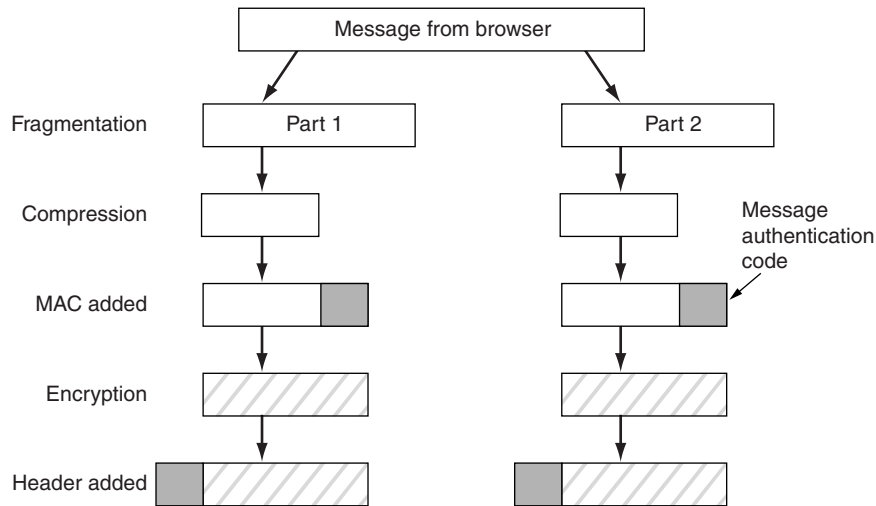 Message from browser
Fragmentation
Part 1
Part 2
Compression
Message
authentication
code
MAC added
Encryption
Header added